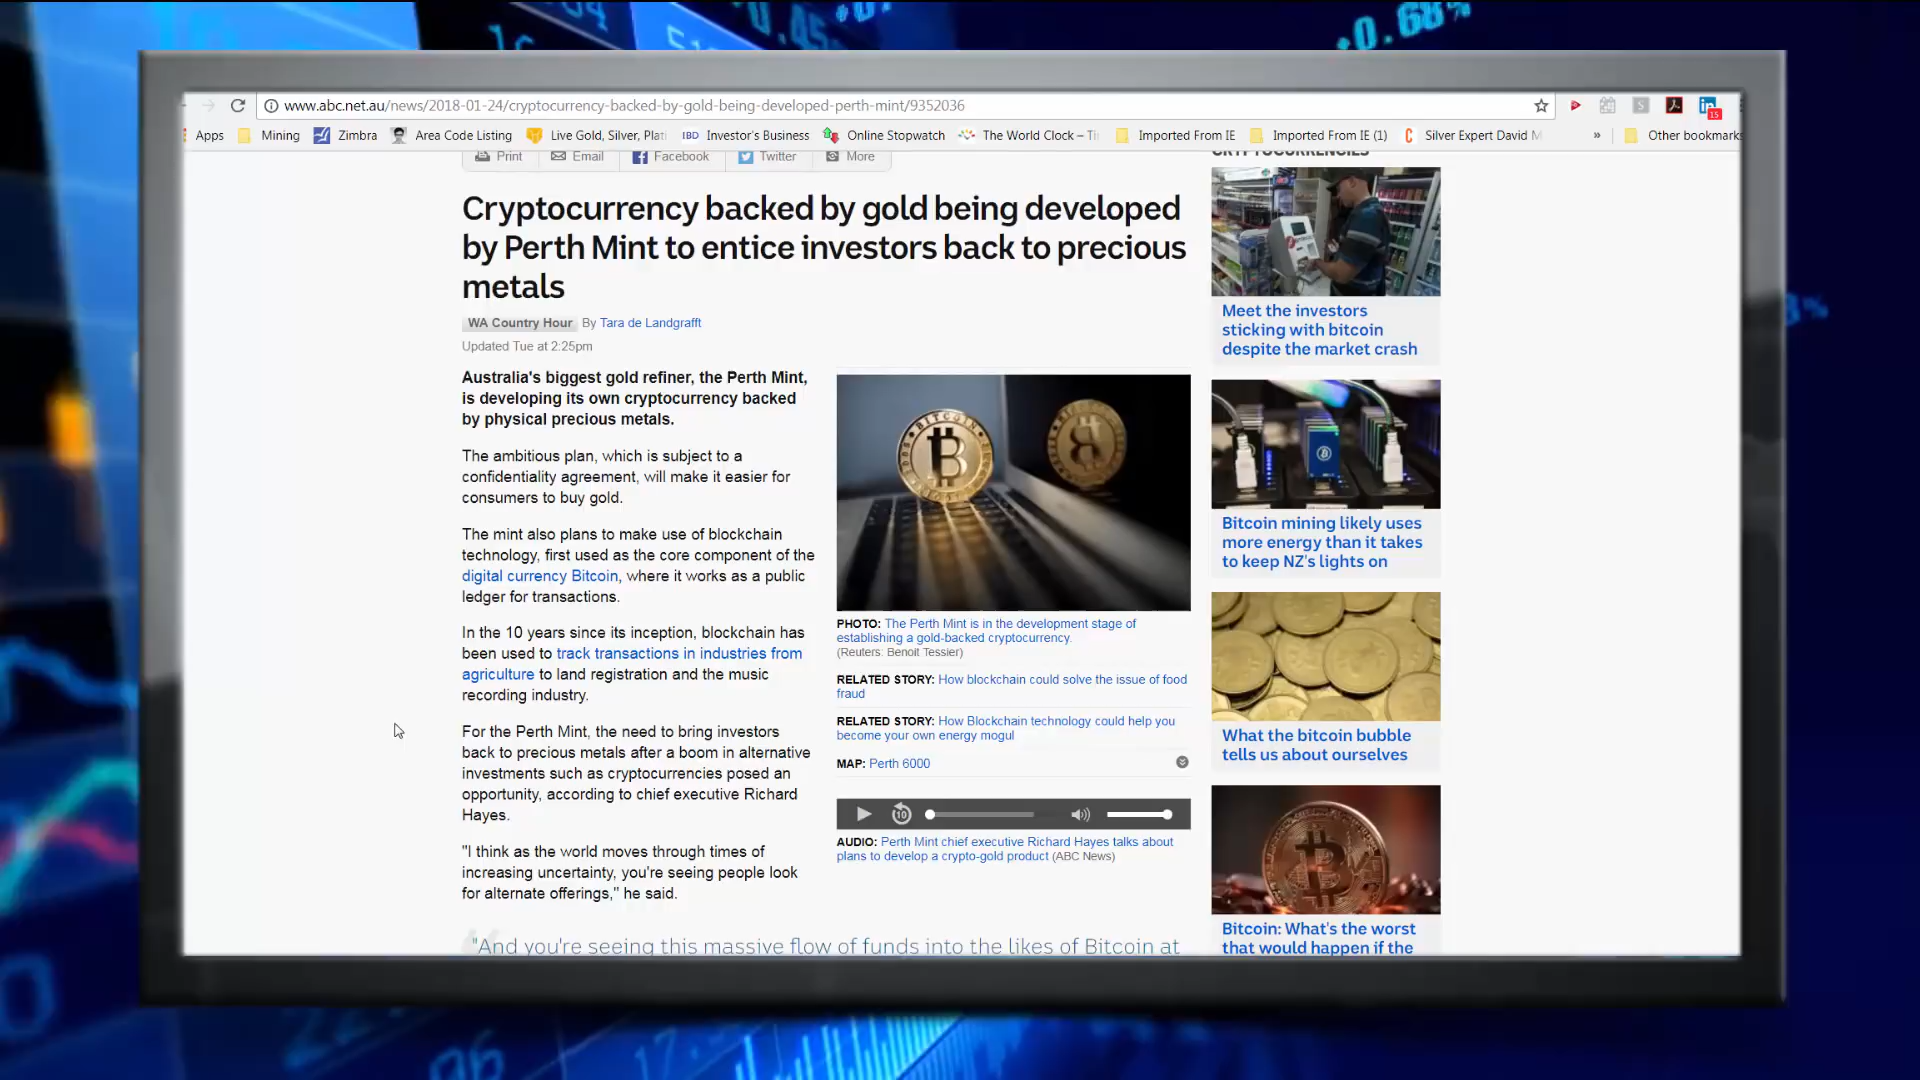 +0.45
+0.68%
www.abc.net.au/news/2018-01-24/cryptocurrency-backed-by-gold-being-developed-perth-mint/9352036
15
Apps Mining Zimbra Area Code Listing Live Gold, Silver, Plati IBD Investor's Business Online Stopwatch The World Clock – Ti Imported From IE Imported From IE (1) Silver Expert David M » Other bookmarks
Print Email Facebook Twitter More
CRYPTOCURRENCIES
Cryptocurrency backed by gold being developed
by Perth Mint to entice investors back to precious
metals
WA Country Hour By Tara de Landgrafft
Updated Tue at 2:25pm
Australia's biggest gold refiner, the Perth Mint,
is developing its own cryptocurrency backed
by physical precious metals.
The ambitious plan, which is subject to a
confidentiality agreement, will make it easier for
consumers to buy gold.
The mint also plans to make use of blockchain
technology, first used as the core component of the
digital currency Bitcoin, where it works as a public
ledger for transactions.
In the 10 years since its inception, blockchain has
been used to track transactions in industries from
agriculture to land registration and the music
recording industry.
For the Perth Mint, the need to bring investors
back to precious metals after a boom in alternative
investments such as cryptocurrencies posed an
opportunity, according to chief executive Richard
Hayes.
"I think as the world moves through times of
increasing uncertainty, you're seeing people look
for alternate offerings," he said.
"And you're seeing this massive flow of funds into the likes of Bitcoin at
BITCOIN
PHOTO: The Perth Mint is in the development stage of
establishing a gold-backed cryptocurrency.
(Reuters: Benoit Tessier)
RELATED STORY: How blockchain could solve the issue of food
fraud
RELATED STORY: How Blockchain technology could help you
become your own energy mogul
MAP: Perth 6000
10
AUDIO: Perth Mint chief executive Richard Hayes talks about
plans to develop a crypto-gold product (ABC News)
Meet the investors
sticking with bitcoin
despite the market crash
Bitcoin mining likely uses
more energy than it takes
to keep NZ's lights on
What the bitcoin bubble
tells us about ourselves
Bitcoin: What's the worst
that would happen if the